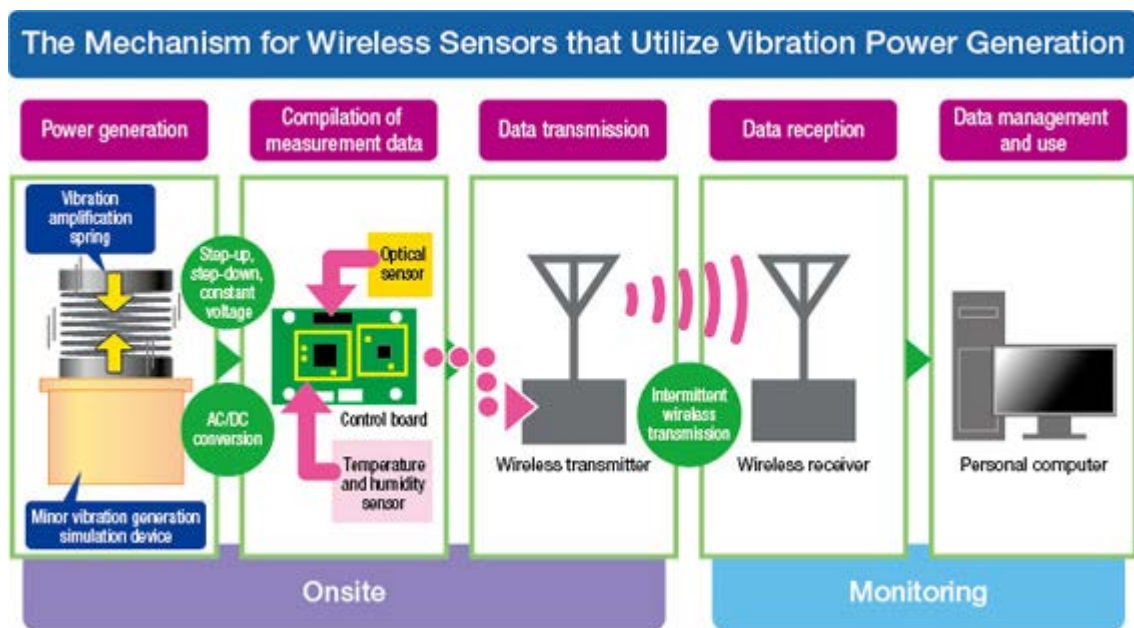 The Mechanism for Wireless Sensors that Utilize Vibration Power Generation
Power generation
Compilation of
measurement data
Data transmission
Data reception
Data management
and use
Vibration
amplification
spring
Minor vibration generation
simulation device
Step-up,
step-down,
constant
voltage
AC/DC
conversion
Optical
sensor
Control board
Temperature
and humidity
sensor
Wireless transmitter
Intermittent
wireless
transmission
Wireless receiver
Personal computer
Onsite
Monitoring